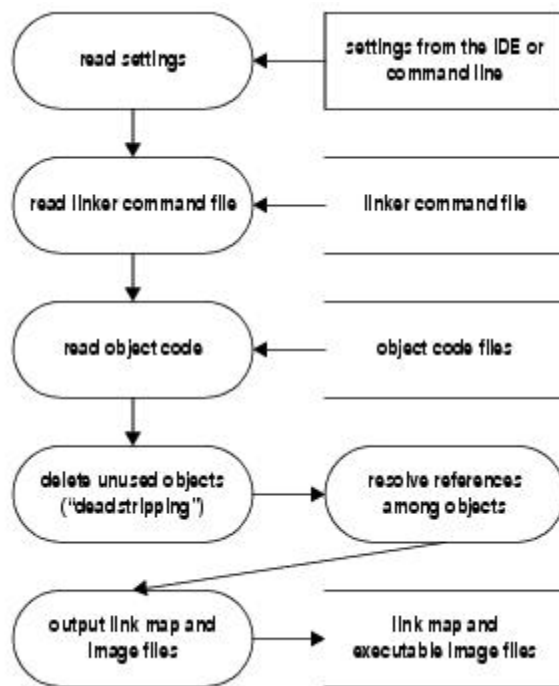 read settings
settings from the IDE or
command line
read linker command file
linker command file
read object code
object code files
delete unused objects
("deadstripping")
resolve references
among objects
output link map and
image files
link map and
executable image files